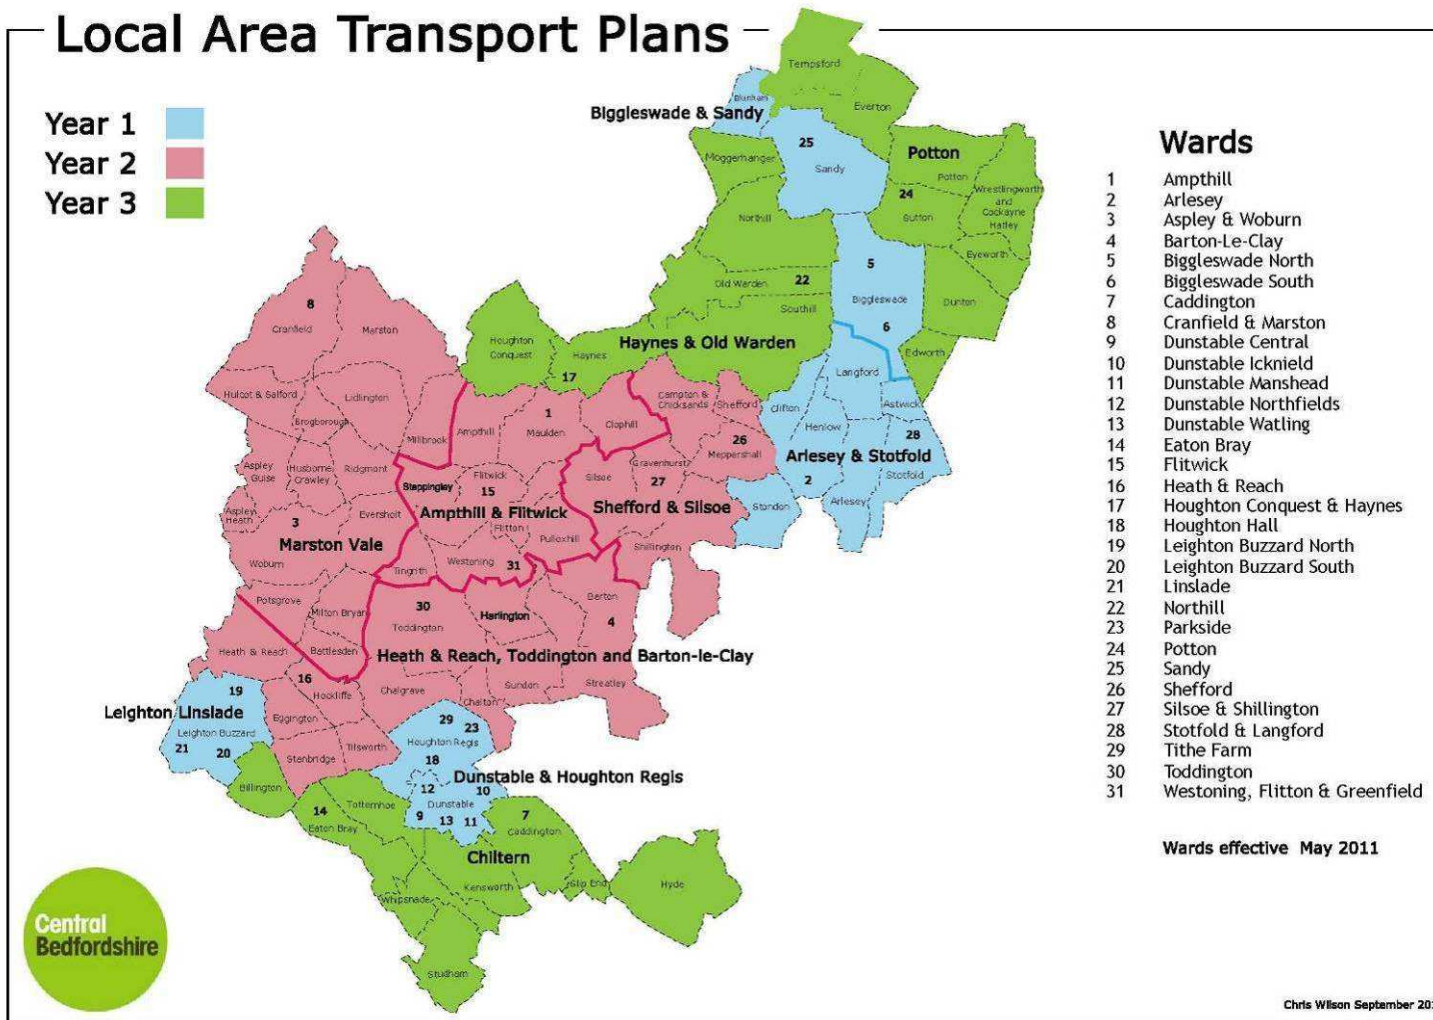 Local Area Transport Plans
Year 1
Year 2
Year 3
Tempsford
Blunham
Everton
Biggleswade & Sandy
25
Sandy
Potton
Moggerhanger
Potton
24
Sutton
Wrestlingworth
and
Cockayne
Hatley
Northill
Eyeworth
5
Old Warden
22
Biggleswade
Dunton
Southill
6
8
Cranfield
Marston
Houghton
Conquest
Haynes
Haynes & Old Warden
Edworth
17
Langford
Hulcot & Salford
Lidlington
Campton &
Chicksands
Shefford
Clifton
Astwick
Brogborough
Millbrook
Ampthill
1
Maulden
Clophill
Henlow
28
26
Meppershall
Arlesey & Stotfold
Aspley
Guise
Husborne
Crawley
Ridgmont
Flitwick
Gravenhurst
Silsoe
27
2
Stotfold
Steppingley
15
Aspley
Heath
Eversholt
Ampthill & Flitwick
Shefford & Silsoe
Stondon
Arlesey
3
Flitton
Marston Vale
Pulloxhill
Shillington
Woburn
Tingrith
Westoning
31
Potsgrove
Milton Bryan
30
Toddington
Harlington
Barton
4
Heath & Reach
Battlesden
Heath & Reach, Toddington and Barton-le-Clay
16
Hockliffe
Chalgrave
Sundon
Streatley
19
Chalton
Leighton Linslade
Eggington
29
23
Leighton Buzzard
21
20
Stanbridge
Tilsworth
Houghton Regis
18
Dunstable & Houghton Regis
Billington
12
10
Totternhoe
Dunstable
14
Eaton Bray
9
13
11
7
Caddington
Chiltern
Kensworth
Slip End
Hyde
Whipsnade
Studham
Wards
1 Ampthill
2 Arlesey
3 Aspley & Woburn
4 Barton-Le-Clay
5 Biggleswade North
6 Biggleswade South
7 Caddington
8 Cranfield & Marston
9 Dunstable Central
10 Dunstable Icknield
11 Dunstable Manshead
12 Dunstable Northfields
13 Dunstable Watling
14 Eaton Bray
15 Flitwick
16 Heath & Reach
17 Houghton Conquest & Haynes
18 Houghton Hall
19 Leighton Buzzard North
20 Leighton Buzzard South
21 Linslade
22 Northill
23 Parkside
24 Potton
25 Sandy
26 Shefford
27 Silsoe & Shillington
28 Stotfold & Langford
29 Tithe Farm
30 Toddington
31 Westoning, Flitton & Greenfield
Wards effective May 2011
Central
Bedfordshire
Chris Wilson September